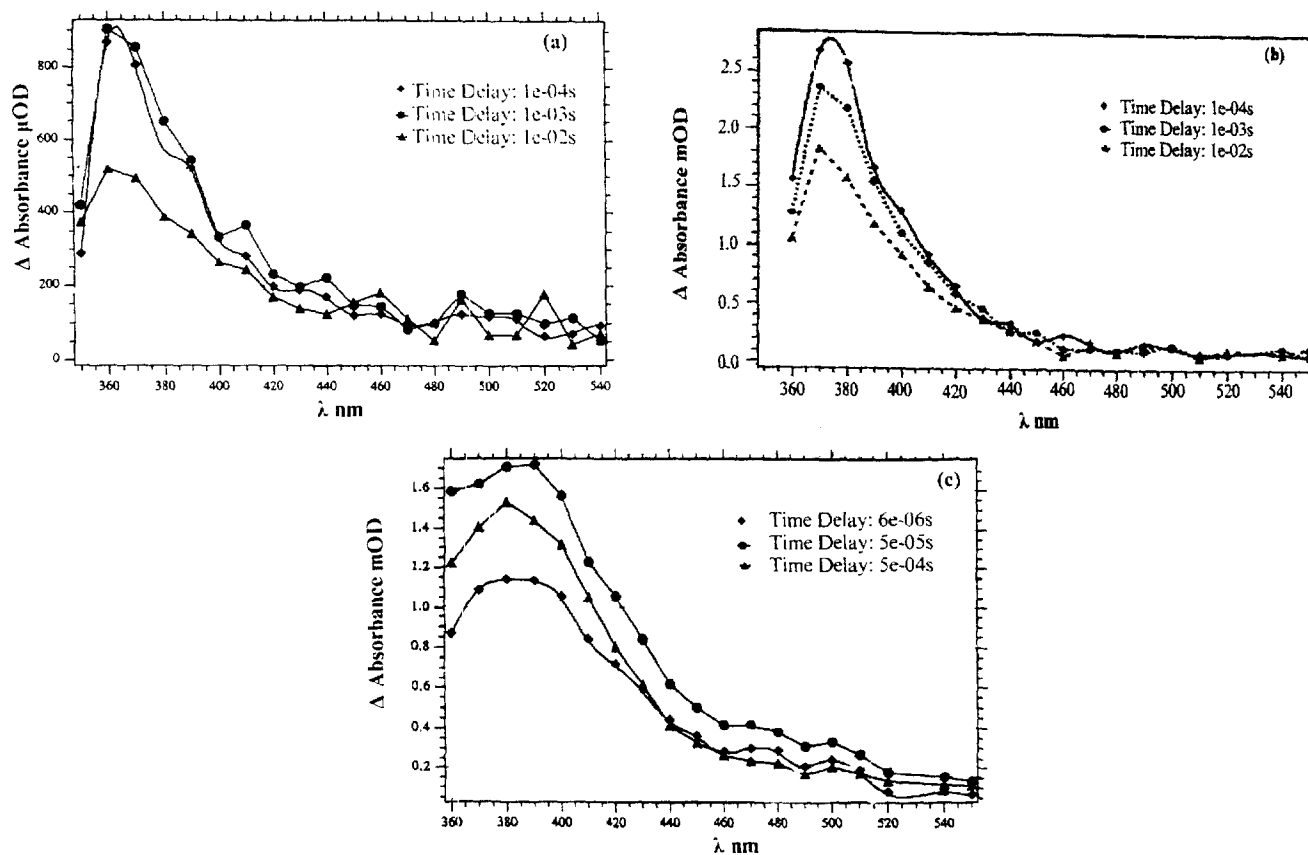 (a)
Time Delay: 1e-04s
Time Delay: 1e-03s
Time Delay: 1e-02s
Δ Absorbance μOD
800
600
400
200
0
360 380 400 420 440 460 480 500 520 540
λ nm
(b)
Time Delay: 1e-04s
Time Delay: 1e-03s
Time Delay: 1e-02s
Δ Absorbance mOD
2.5
2.0
1.5
1.0
0.5
0.0
360 380 400 420 440 460 480 500 520 540
λ nm
(c)
Time Delay: 6e-06s
Time Delay: 5e-05s
Time Delay: 5e-04s
Δ Absorbance mOD
1.6
1.4
1.2
1.0
0.8
0.6
0.4
0.2
360 380 400 420 440 460 480 500 520 540
λ nm